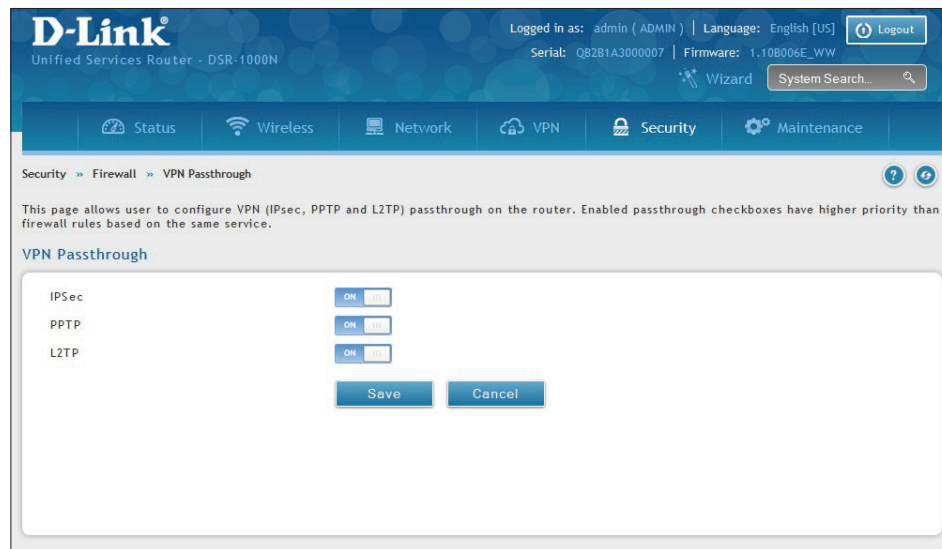 D-Link®
Unified Services Router - DSR-1000N
Logged in as: admin ( ADMIN ) | Language: English [US]
Logout
Serial: QB2B1A3000007 | Firmware: 1.10B006E_WW
Wizard
System Search...
Status
Wireless
Network
VPN
Security
Maintenance
Security » Firewall » VPN Passthrough
This page allows user to configure VPN (IPsec, PPTP and L2TP) passthrough on the router. Enabled passthrough checkboxes have higher priority than
firewall rules based on the same service.
VPN Passthrough
IPSec
ON
PPTP
ON
L2TP
ON
Save
Cancel